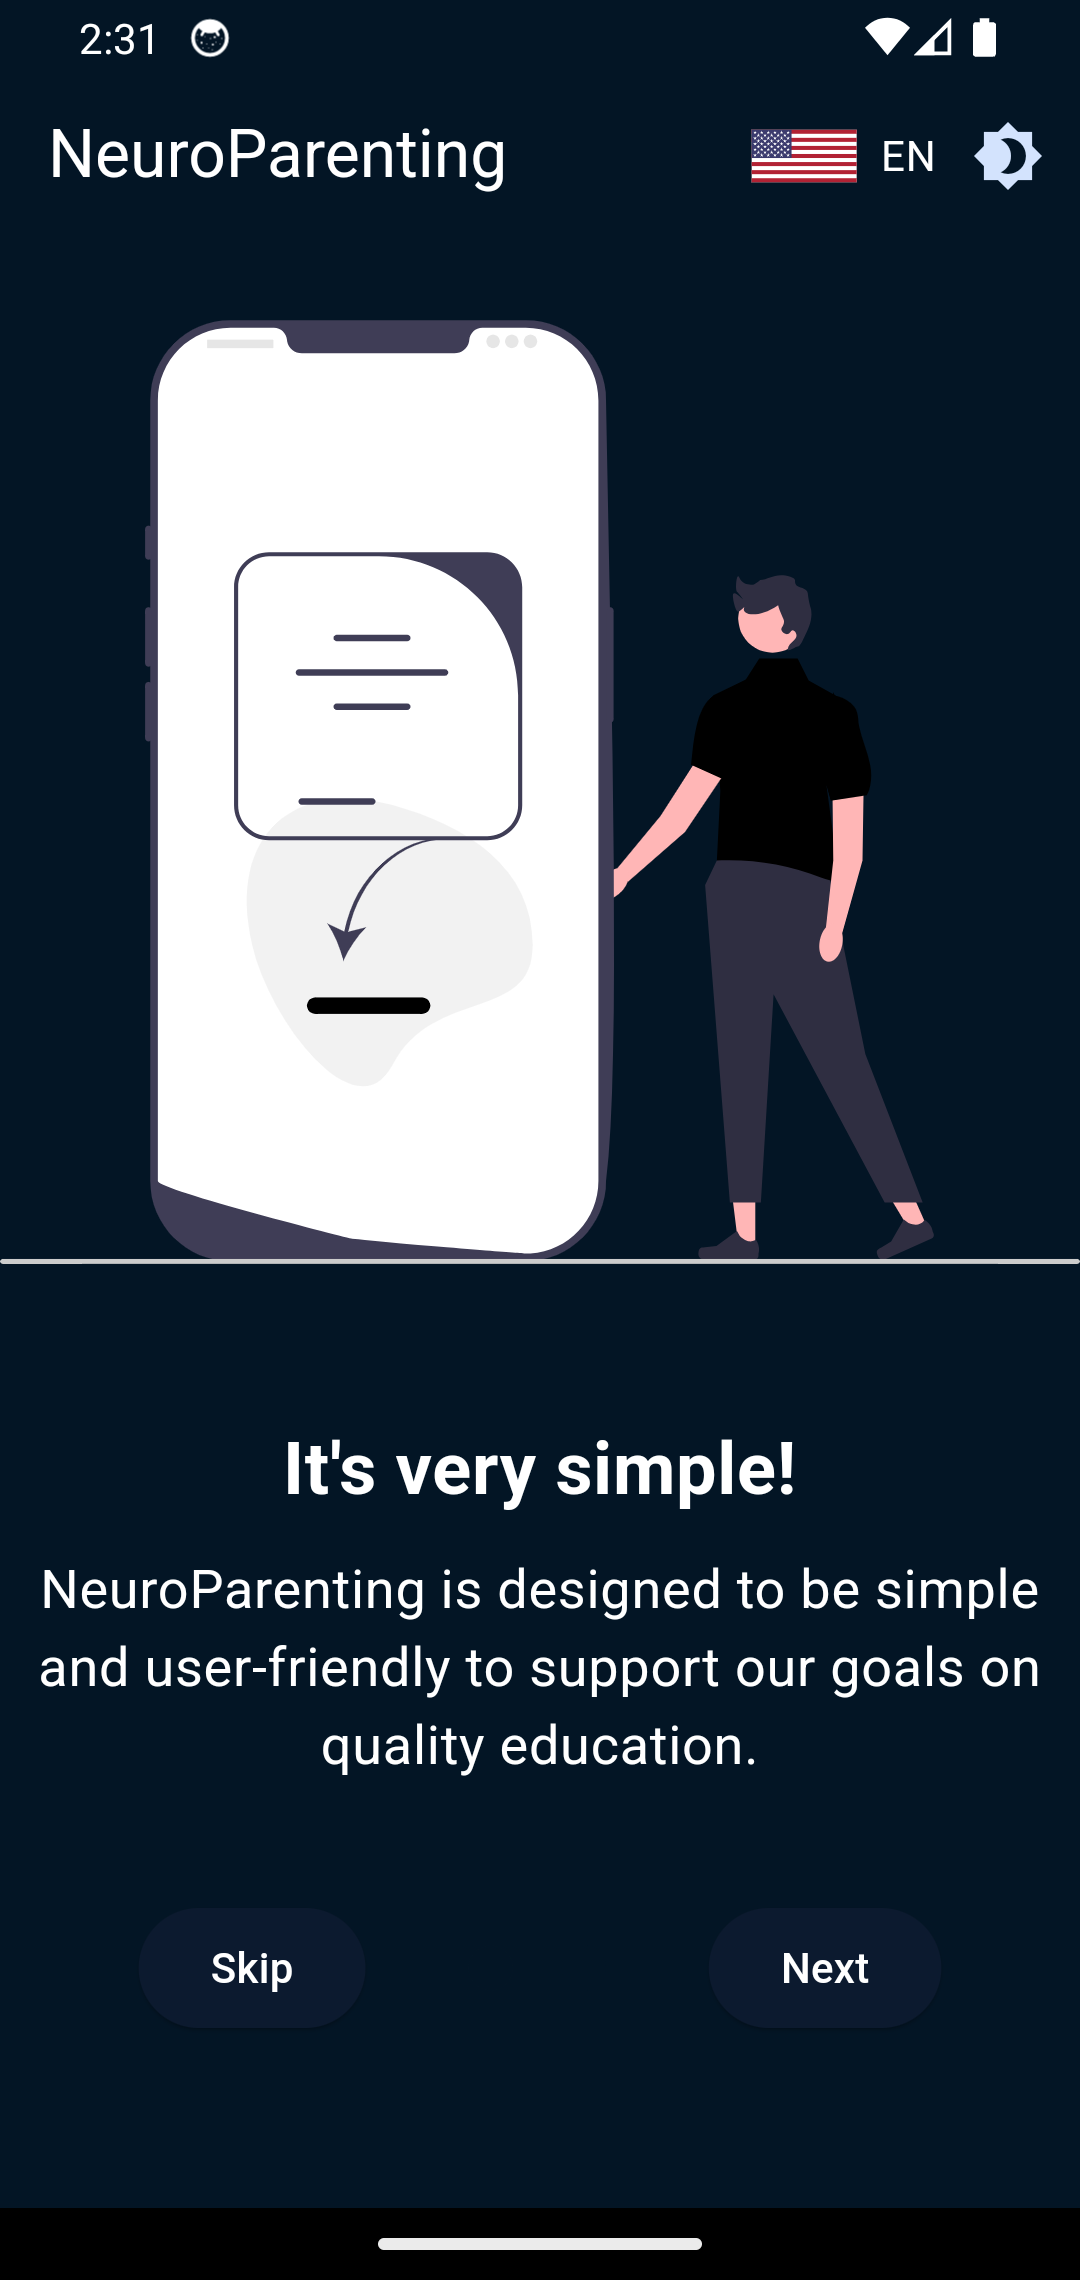 2:31
NeuroParenting
EN
It's very simple!
NeuroParenting is designed to be simple
and user-friendly to support our goals on
quality education.
Skip
Next